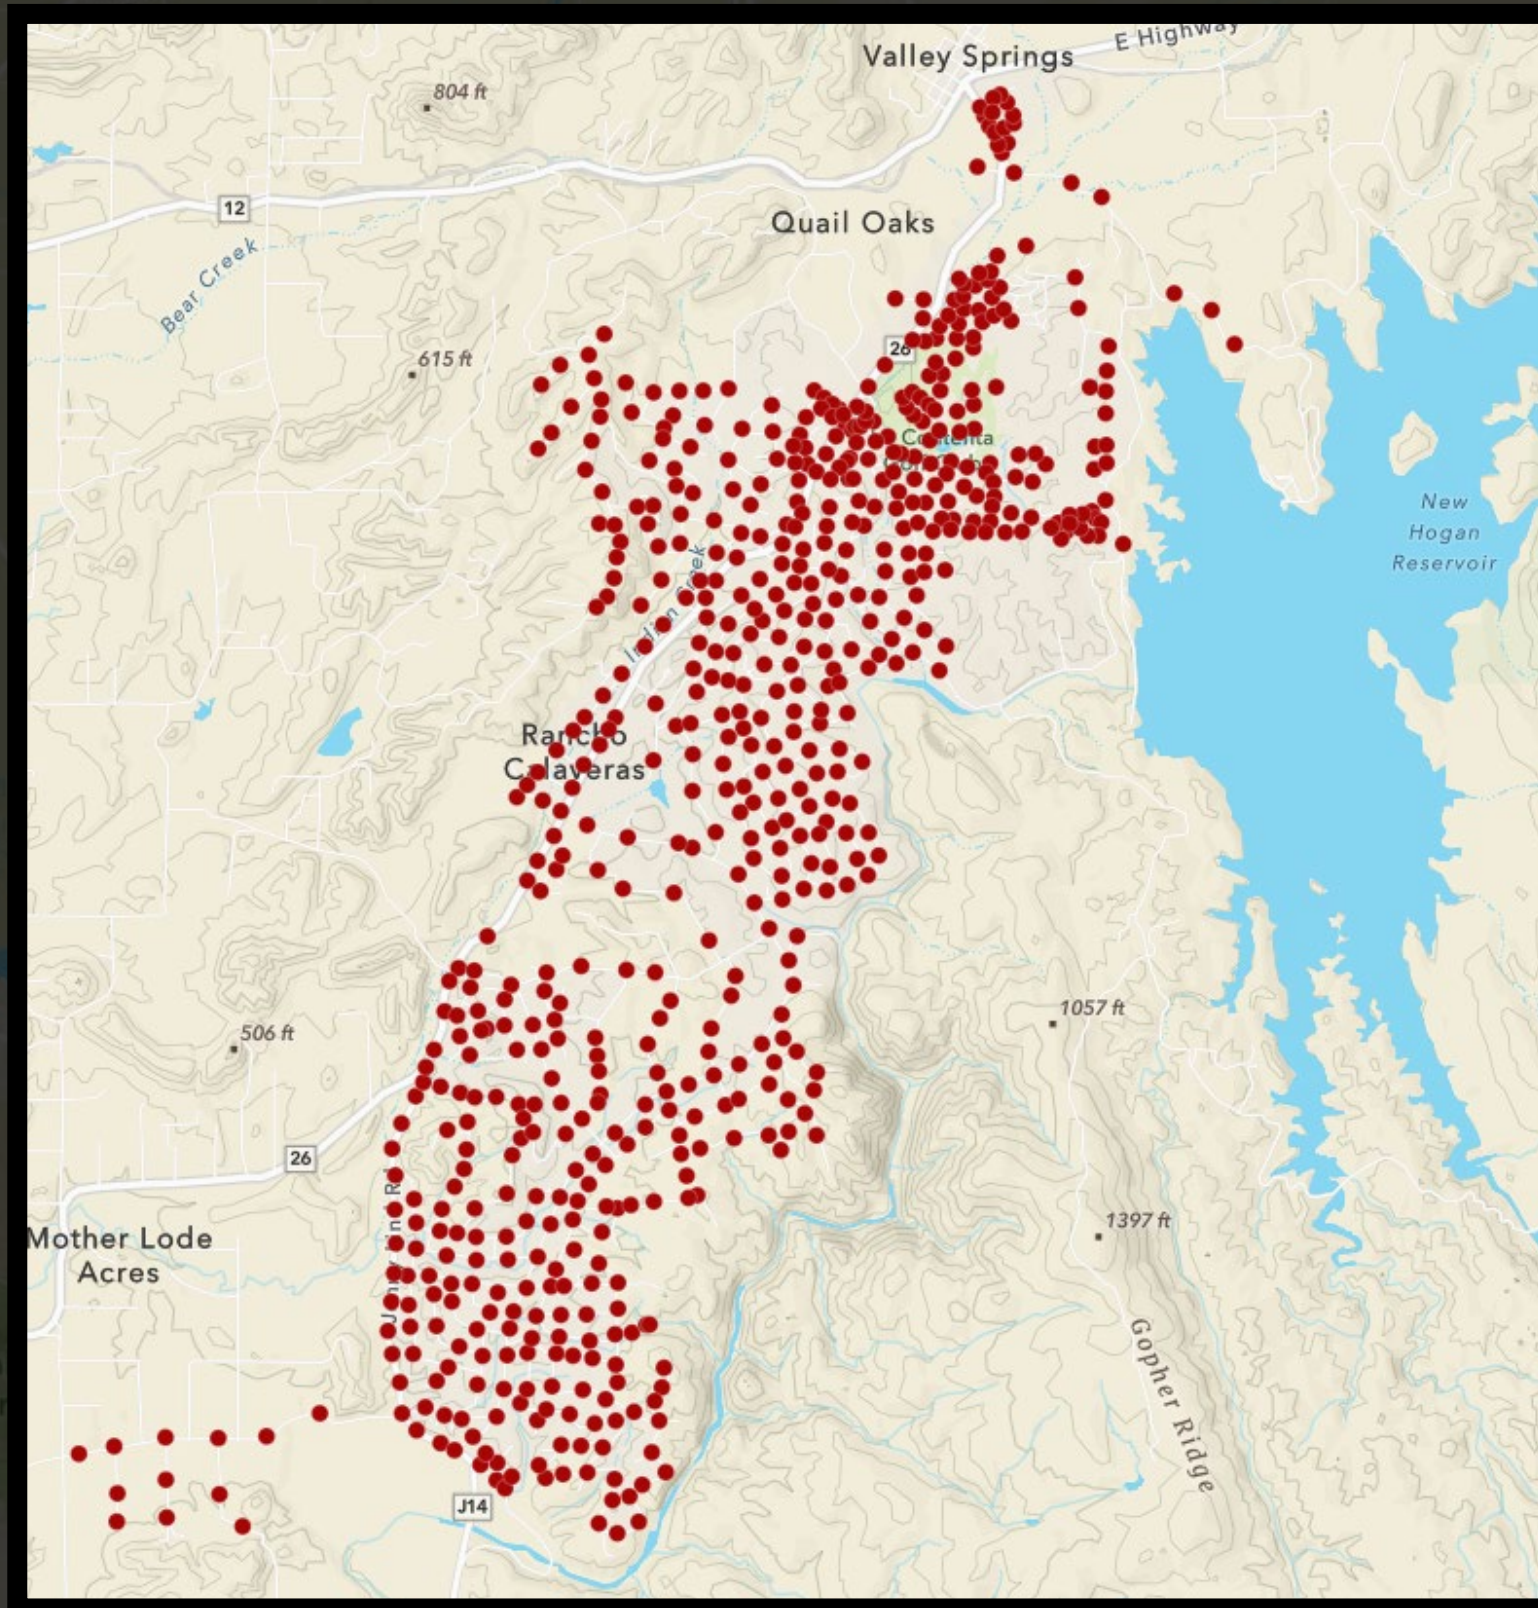 E Highway
Valley Springs
804 ft
12
Quail Oaks
Bear Creek
26
615 ft
New
Hogan
Reservoir
Indian Creek
Rancho
Calaveras
1057 ft
506 ft
26
1397 ft
Mother Lode
Acres
Gopher Ridge
J14